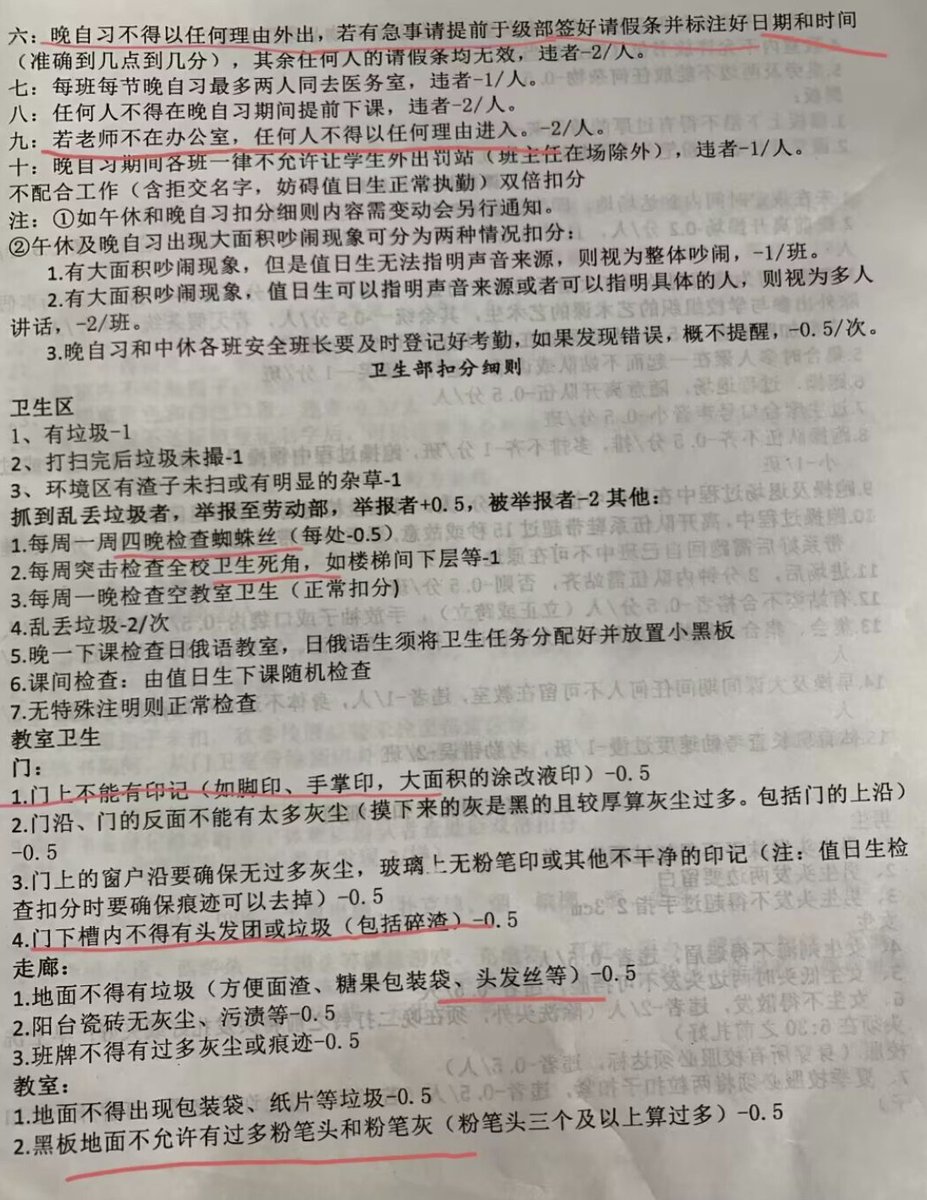 六：晚自习不得以任何理由外出，若有急事请提前于级部签好请假条并标注好日期和时间
（准确到几点到几分），其余任何人的请假条均无效，违者-2/人。
七：每班每节晚自习最多两人同去医务室，违者-1/人。
八：任何人不得在晚自习期间提前下课，违者-2/人。
九：若老师不在办公室，任何人不得以任何理由进入。-2/人。
十：晚自习期间各班一律不允许让学生外出罚站（班主任在场除外），违者-1/人。
不配合工作（含拒交名字，妨碍值日生正常执勤）双倍扣分
注：①如午休和晚自习扣分细则内容需变动会另行通知。
②午休及晚自习出现大面积吵闹现象可分为两种情况扣分：
1.有大面积吵闹现象，但是值日生无法指明声音来源，则视为整体吵闹，-1/班。
2.有大面积吵闹现象，值日生可以指明声音来源或者可以指明具体的人，则视为多人
讲话，-2/班。
3.晚自习和中休各班安全班长要及时登记好考勤，如果发现错误，概不提醒，-0.5/次。
卫生部扣分细则
卫生区
1、有垃圾-1
2、打扫完后垃圾未撮-1
3、环境区有渣子未扫或有明显的杂草-1
抓到乱丢垃圾者，举报至劳动部，举报者+0.5，被举报者-2 其他：
1.每周一周四晚检查蜘蛛丝（每处-0.5）
2.每周突击检查全校卫生死角，如楼梯间下层等-1
3.每周一晚检查空教室卫生（正常扣分）
4.乱丢垃圾-2/次
5.晚一下课检查日俄语教室，日俄语生须将卫生任务分配好并放置小黑板
6.课间检查：由值日生下课随机检查
7.无特殊注明则正常检查
教室卫生
门：
1.门上不能有印记（如脚印、手掌印，大面积的涂改液印）-0.5
2.门沿、门的反面不能有太多灰尘（摸下来的灰是黑的且较厚算灰尘过多。包括门的上沿）
-0.5
3.门上的窗户沿要确保无过多灰尘，玻璃上无粉笔印或其他不干净的印记（注：值日生检
查扣分时要确保痕迹可以去掉）-0.5
4.门下槽内不得有头发团或垃圾（包括碎渣）-0.5
走廊：
1.地面不得有垃圾（方便面渣、糖果包装袋、头发丝等）-0.5
2.阳台瓷砖无灰尘、污渍等-0.5
3.班牌不得有过多灰尘或痕迹-0.5
教室：
1.地面不得出现包装袋、纸片等垃圾-0.5
2.黑板地面不允许有过多粉笔头和粉笔灰（粉笔头三个及以上算过多）-0.5